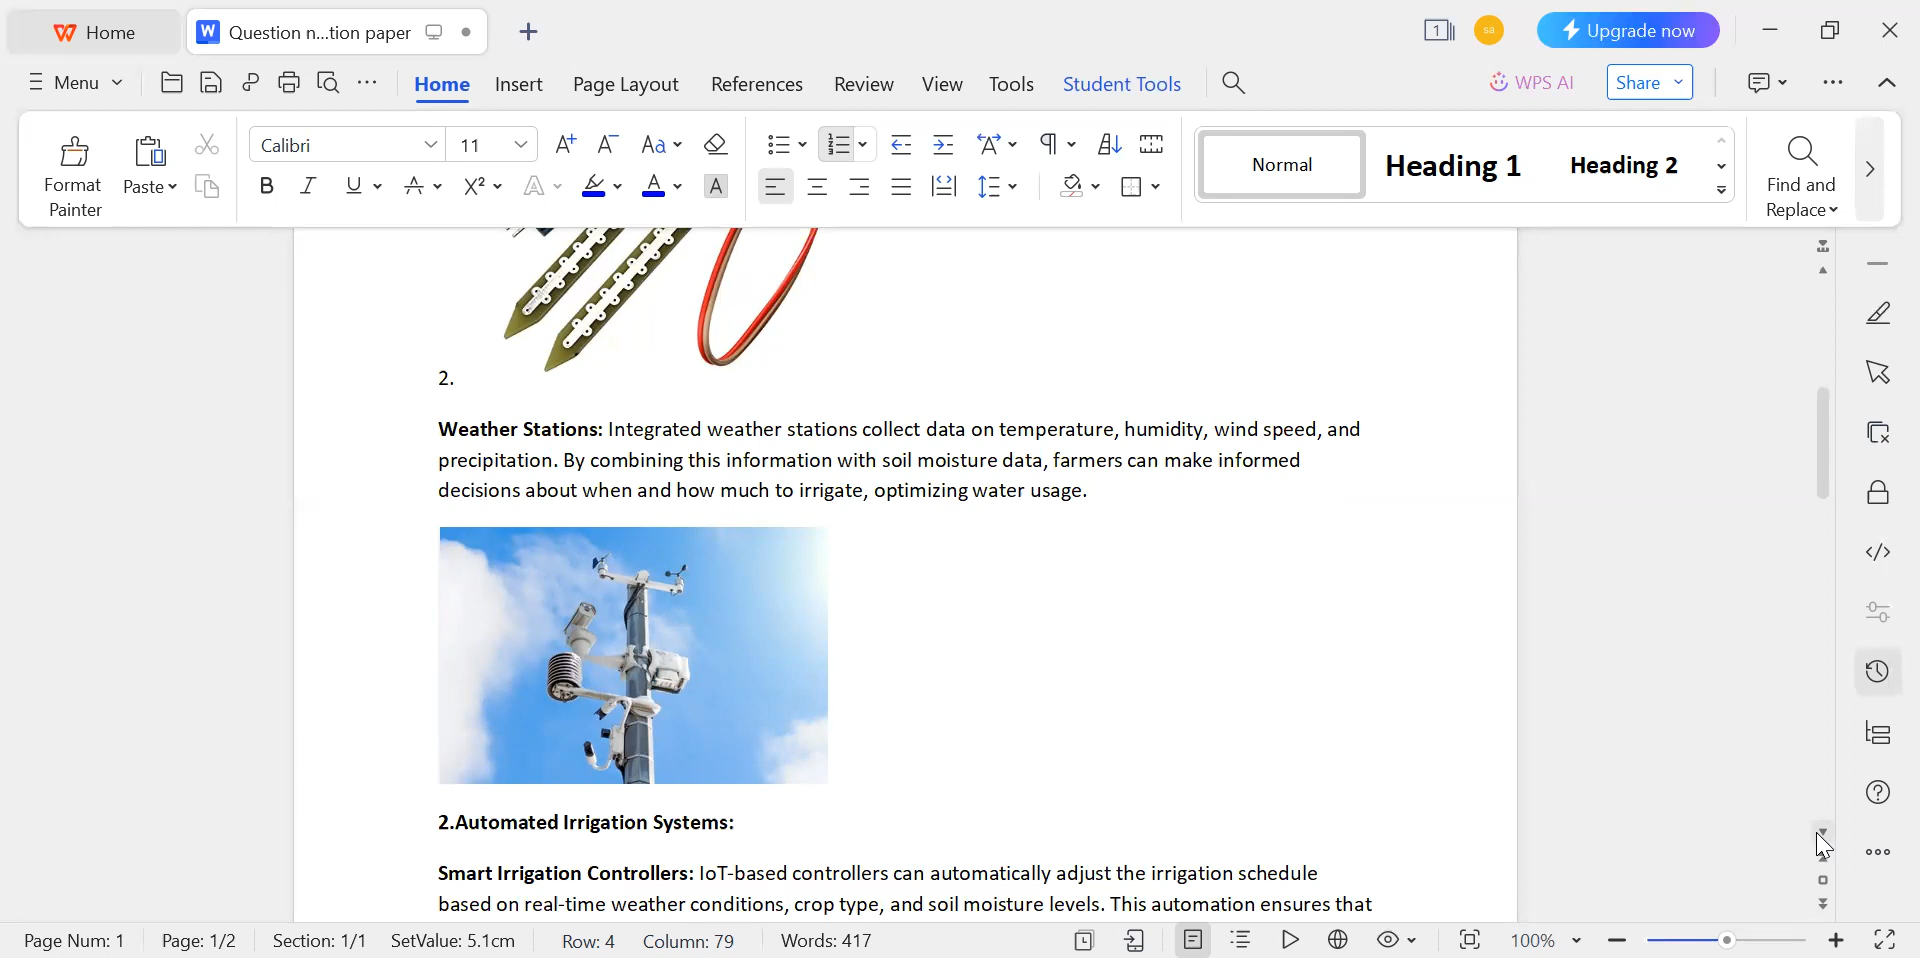 Home
Question n...tion paper
1
sa
Upgrade now
Menu
Home
Insert
Page Layout
References
Review
View
Tools
Student Tools
WPS AI
Share
Format
Painter
Paste
Calibri
11
Normal
Heading 1
Heading 2
Find and
Replace
2.
Weather Stations: Integrated weather stations collect data on temperature, humidity, wind speed, and
precipitation. By combining this information with soil moisture data, farmers can make informed
decisions about when and how much to irrigate, optimizing water usage.
2.Automated Irrigation Systems:
Smart Irrigation Controllers: IoT-based controllers can automatically adjust the irrigation schedule
based on real-time weather conditions, crop type, and soil moisture levels. This automation ensures that
Page Num: 1
Page: 1/2
Section: 1/1
SetValue: 5.1cm
Row: 4
Column: 79
Words: 417
100%